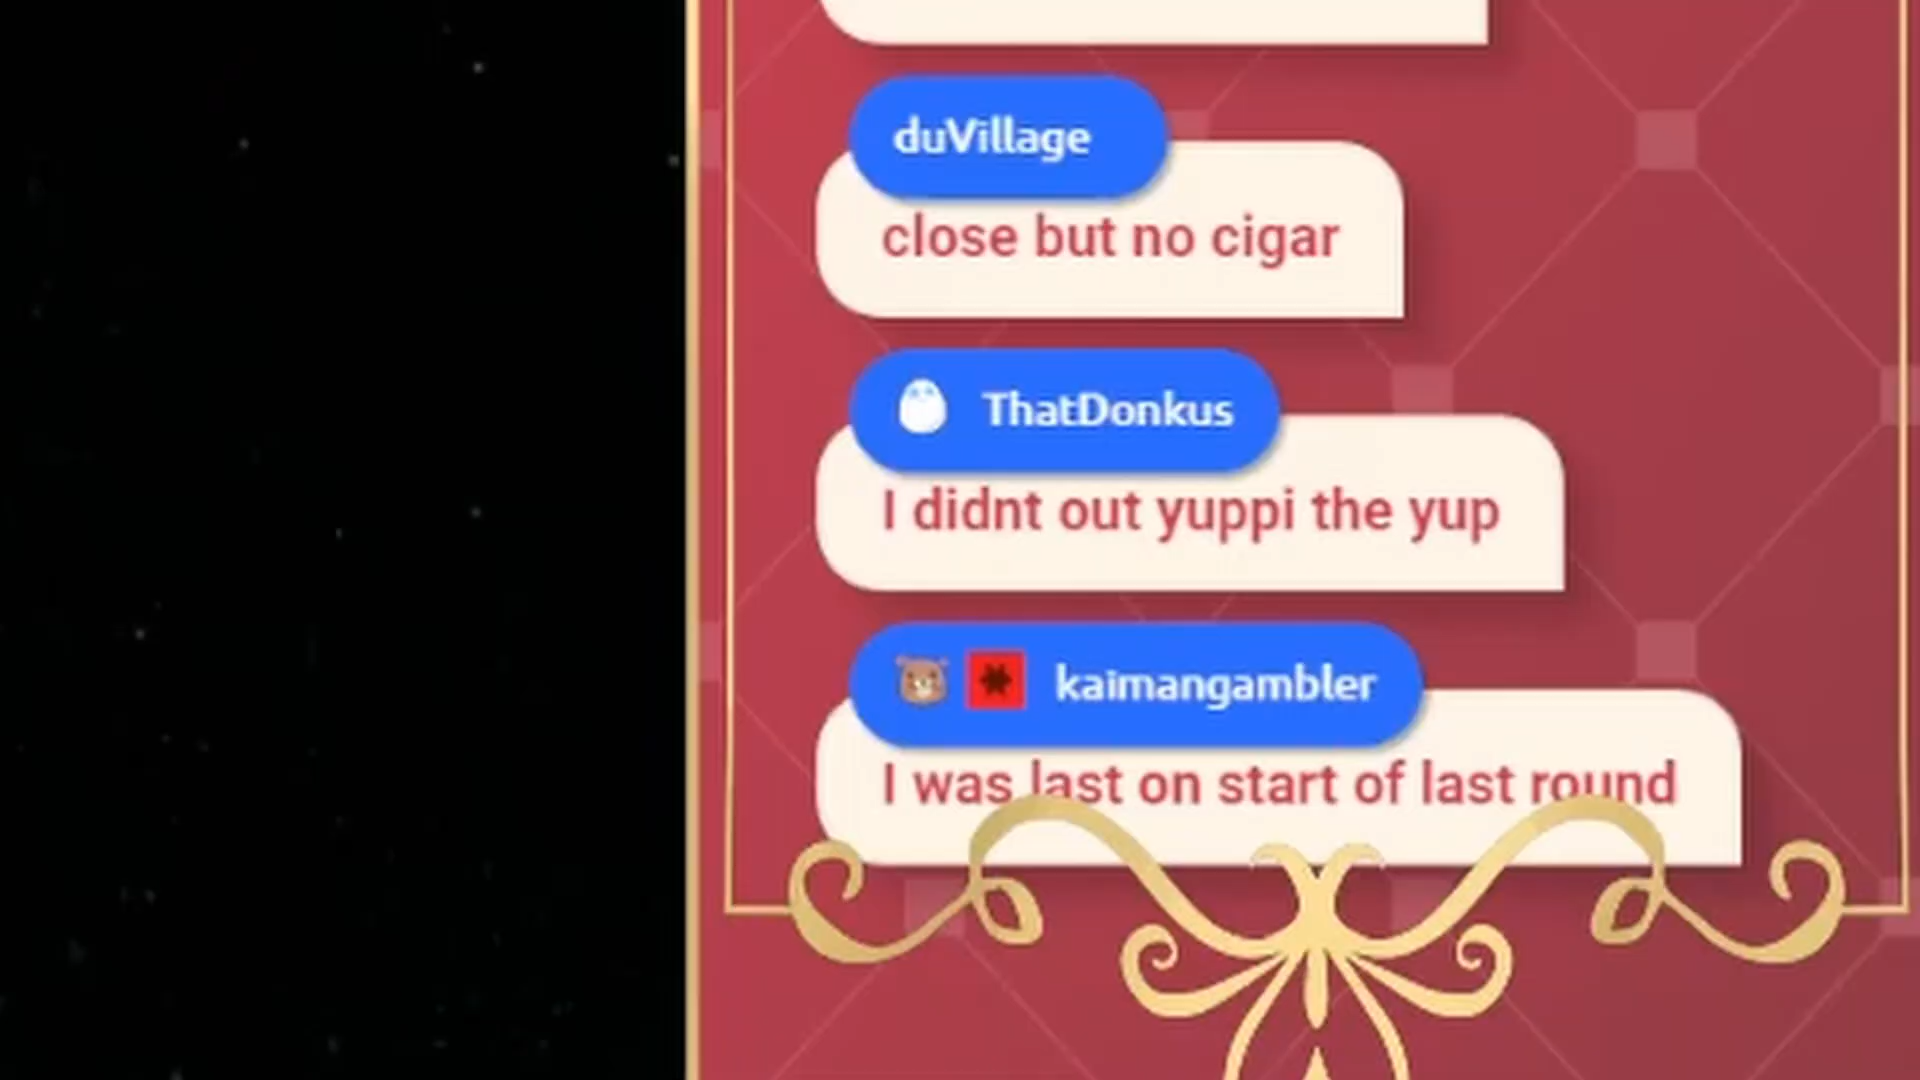 duVillage
close but no cigar
ThatDonkus
I didnt out yuppi the yup
kaimangambler
I was last on start of last round